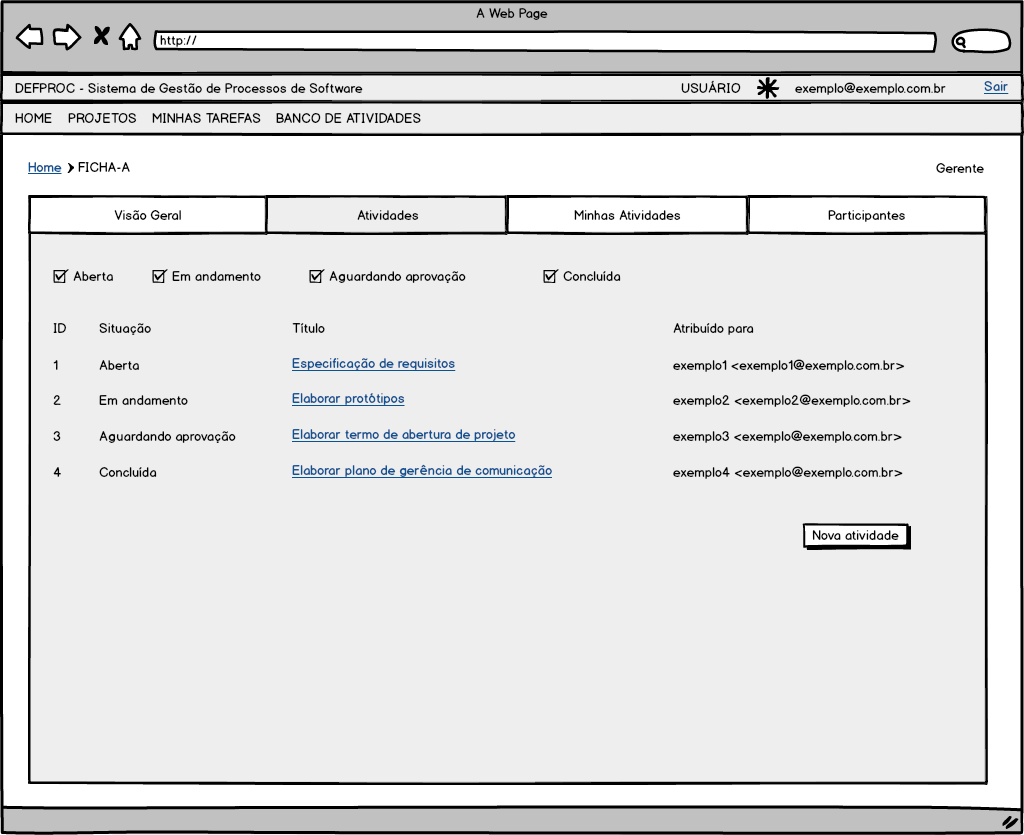 A Web Page
http://
DEFPROC - Sistema de Gestão de Processos de Software USUÁRIO exemplo@exemplo.com.br Sair
HOME PROJETOS MINHAS TAREFAS BANCO DE ATIVIDADES
Home FICHA-A Gerente
Visão Geral Atividades Minhas Atividades Participantes
Aberta Em andamento Aguardando aprovação Concluída
ID Situação Título Atribuído para
1 Aberta Especificação de requisitos exemplo1 <exemplo1@exemplo.com.br>
2 Em andamento Elaborar protótipos exemplo2 <exemplo2@exemplo.com.br>
3 Aguardando aprovação Elaborar termo de abertura de projeto exemplo3 <exemplo@exemplo.com.br>
4 Concluída Elaborar plano de gerência de comunicação exemplo4 <exemplo@exemplo.com.br>
Nova atividade